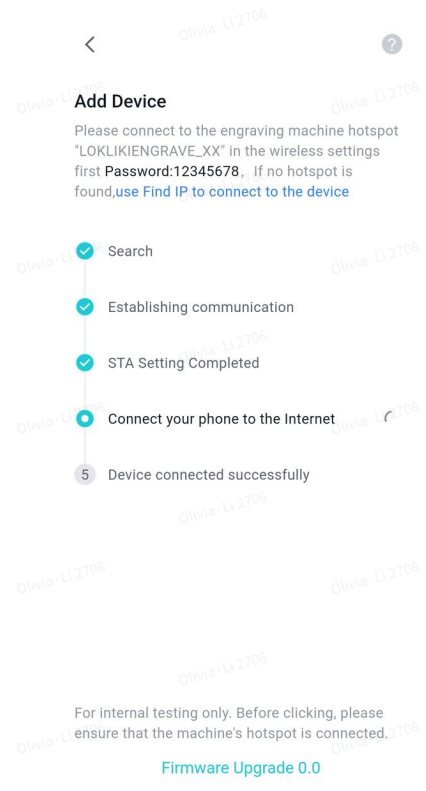 Add Device
Please connect to the engraving machine hotspot
"LOKLIKIENGRAVE_XX" in the wireless settings
first Password:12345678， If no hotspot is
found,use Find IP to connect to the device
Search
Establishing communication
STA Setting Completed
Connect your phone to the Internet
5 Device connected successfully
For internal testing only. Before clicking, please
ensure that the machine's hotspot is connected.
Firmware Upgrade 0.0
Olivia·Li 2706